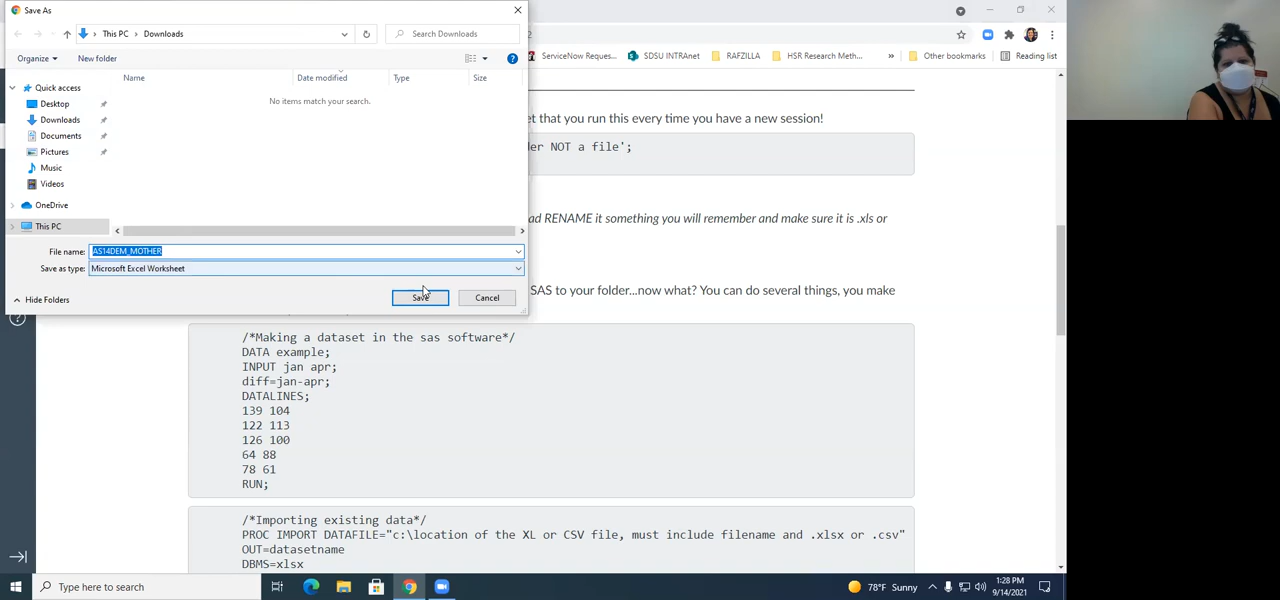 Save As
This PC
Downloads
Search Downloads
Organize
New folder
Name
Date modified
Type
Size
No items match your search.
Quick access
Desktop
Downloads
Documents
Pictures
Music
Videos
OneDrive
This PC
File name:
AS14DEM_MOTHER
Save as type:
Microsoft Excel Worksheet
Hide Folders
Save
Cancel
2
ServiceNow Reques...
SDSU INTRAnet
RAFZILLA
HSR Research Meth...
»
Other bookmarks
Reading list
et that you run this every time you have a new session!
der NOT a file';
ad RENAME it something you will remember and make sure it is .xls or
SAS to your folder...now what? You can do several things, you make
/*Making a dataset in the sas software*/
DATA example;
INPUT jan apr;
diff=jan-apr;
DATALINES;
139 104
122 113
126 100
64 88
78 61
RUN;
/*Importing existing data*/
PROC IMPORT DATAFILE="c:\location of the XL or CSV file, must include filename and .xlsx or .csv"
OUT=datasetname
DBMS=xlsx
Type here to search
78°F Sunny
1:28 PM
9/14/2021